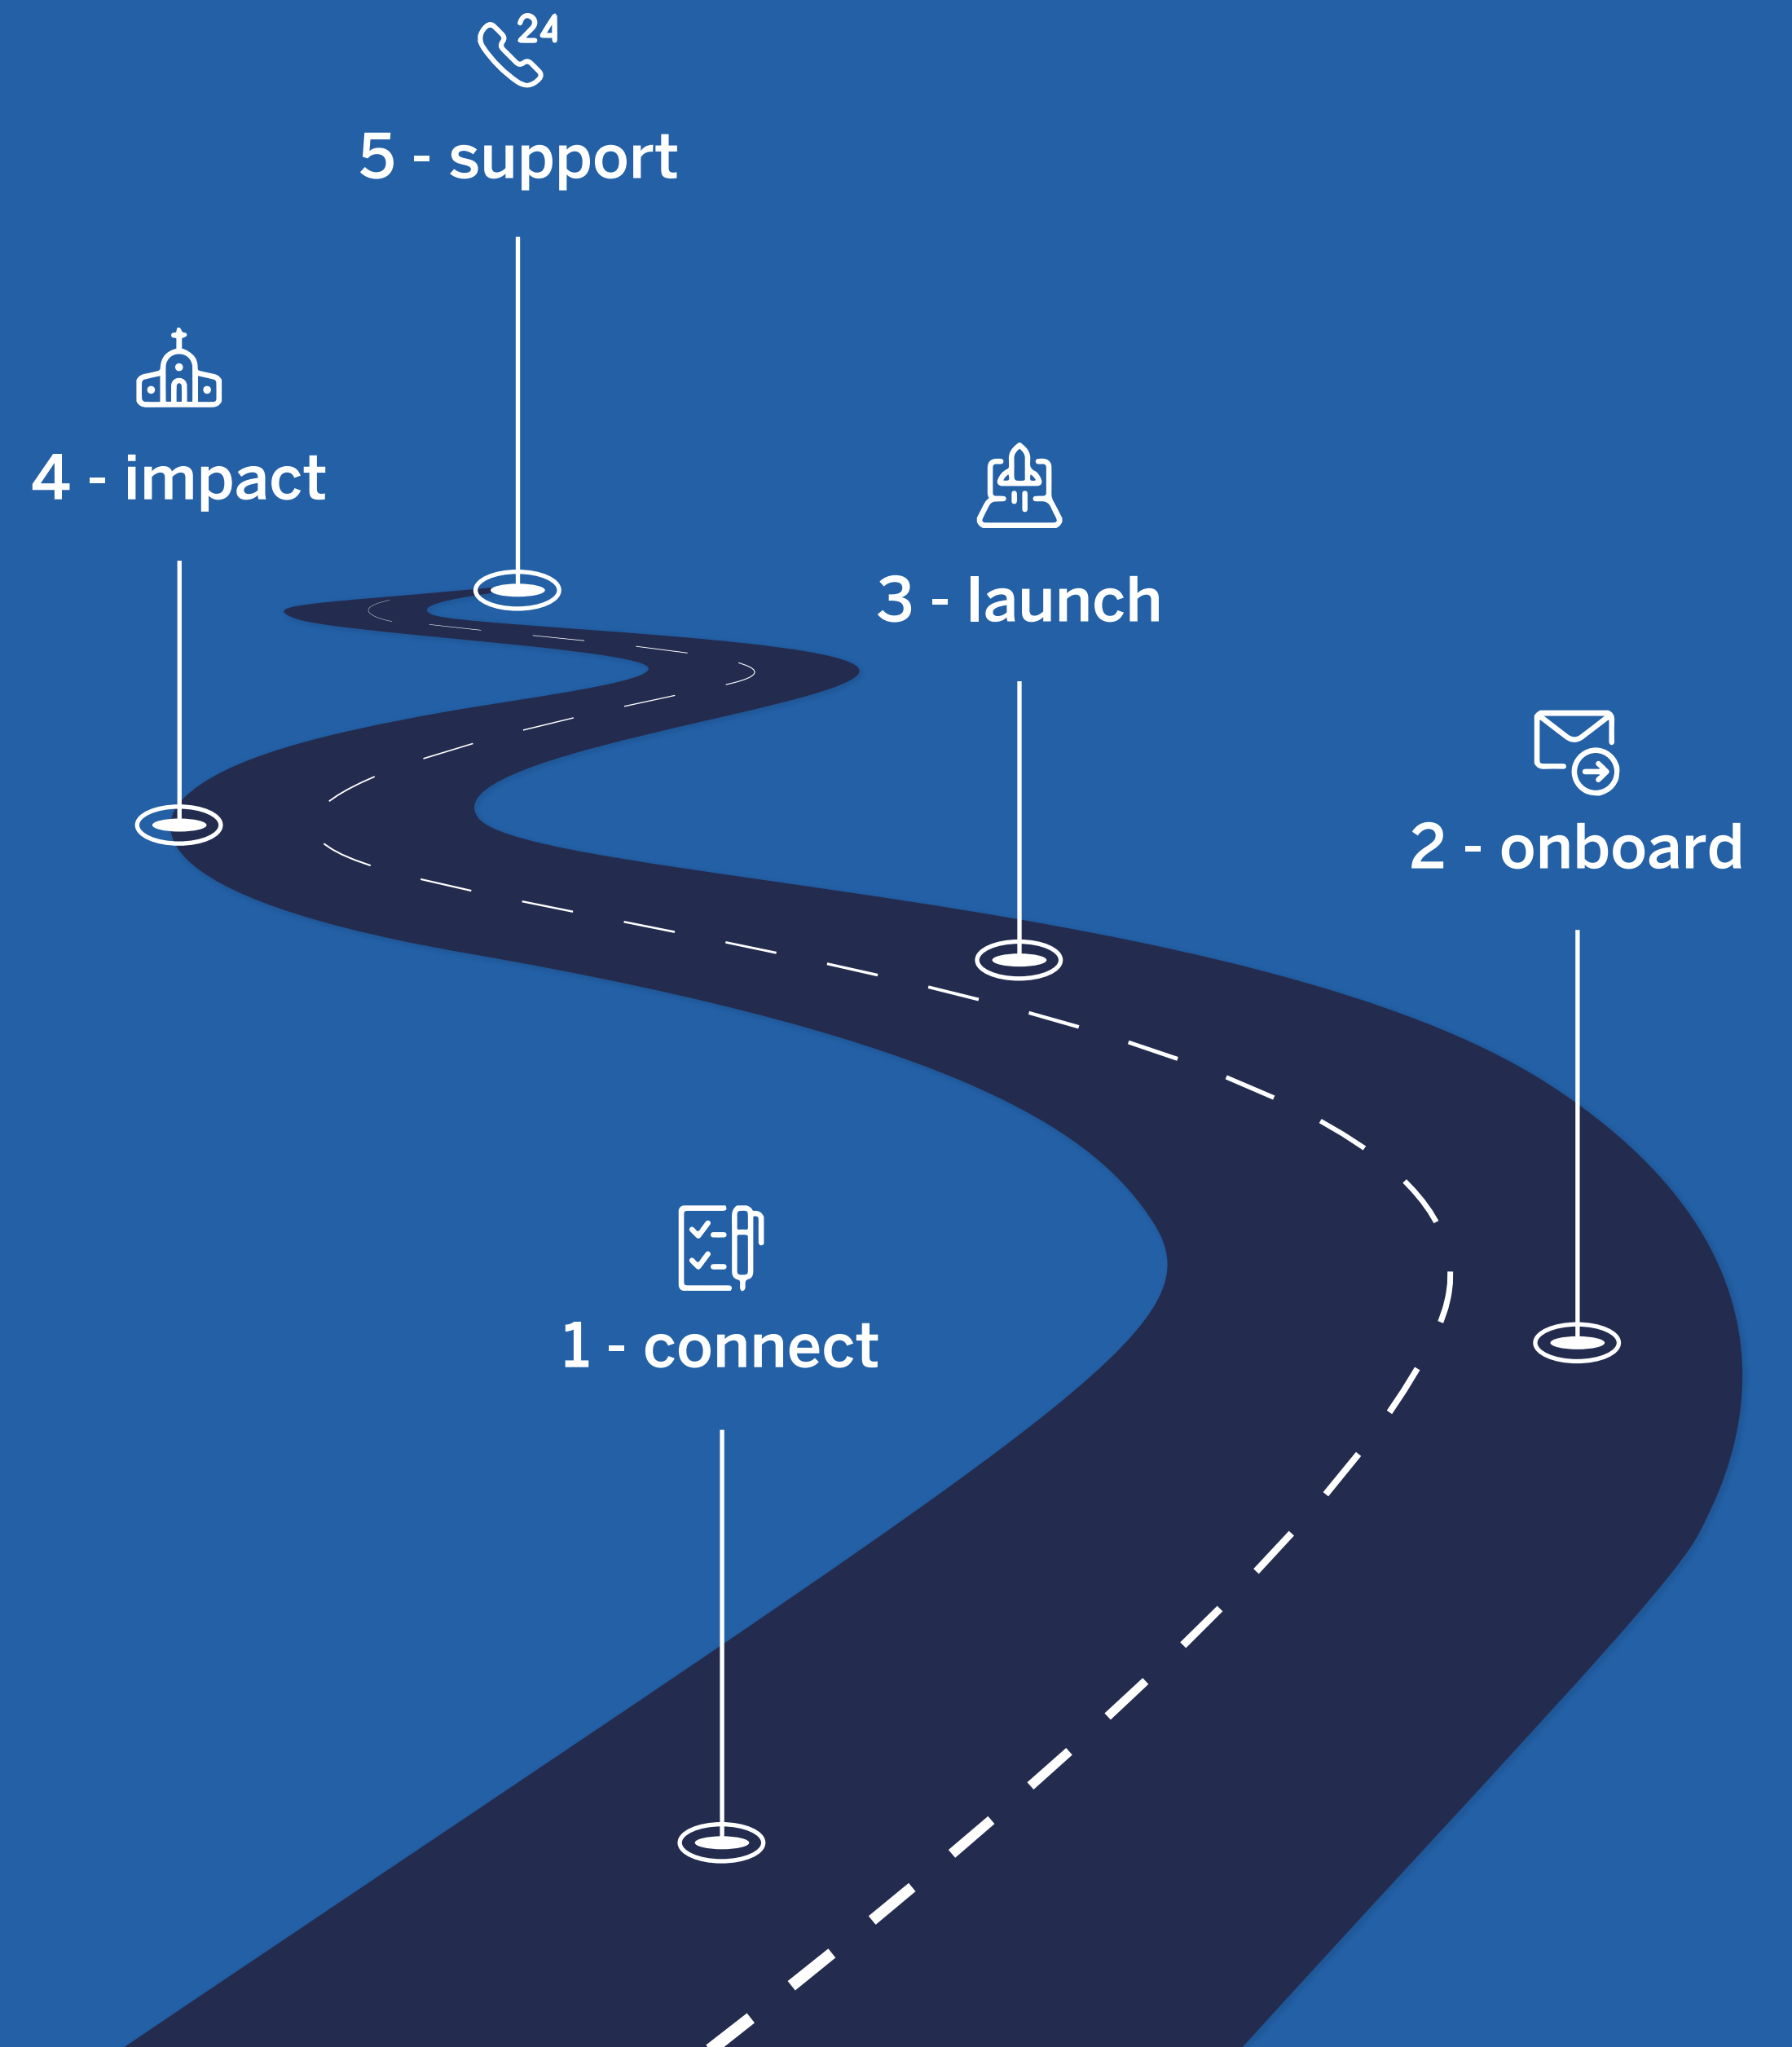 24
5 - support
4 - impact
3 - launch
2 - onboard
1 - connect